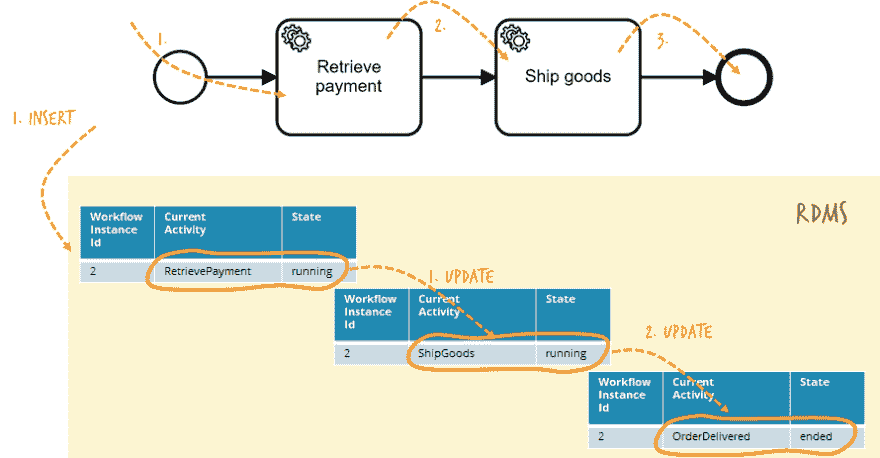 1.
2.
3.
Retrieve
payment
Ship goods
1. INSERT
RDMS
Workflow Instance Id
Current Activity
State
2
RetrievePayment
running
1. UPDATE
Workflow Instance Id
Current Activity
State
2
ShipGoods
running
2. UPDATE
Workflow Instance Id
Current Activity
State
2
OrderDelivered
ended